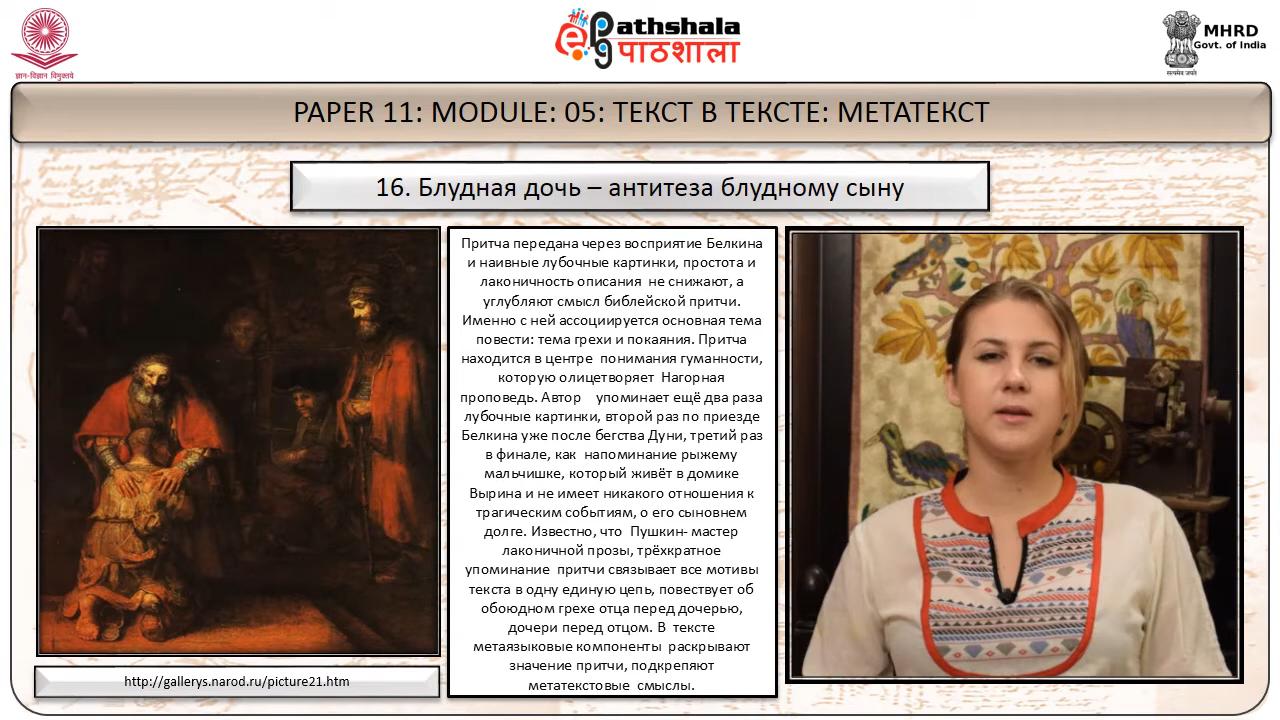 ज्ञान-विज्ञान विमुक्तये
ePathshala
पाठशाला
MHRD
Govt. of India
सत्यमेव जयते
PAPER 11: MODULE: 05: ТЕКСТ В ТЕКСТЕ: МЕТАТЕКСТ
16. Блудная дочь – антитеза блудному сыну
Притча передана через восприятие Белкина
и наивные лубочные картинки, простота и
лаконичность описания не снижают, а
углубляют смысл библейской притчи.
Именно с ней ассоциируется основная тема
повести: тема грехи и покаяния. Притча
находится в центре понимания гуманности,
которую олицетворяет Нагорная
проповедь. Автор упоминает ещё два раза
лубочные картинки, второй раз по приезде
Белкина уже после бегства Дуни, третий раз
в финале, как напоминание рыжему
мальчишке, который живёт в домике
Вырина и не имеет никакого отношения к
трагическим событиям, о его сыновнем
долге. Известно, что Пушкин- мастер
лаконичной прозы, трёхкратное
упоминание притчи связывает все мотивы
текста в одну единую цепь, повествует об
обоюдном грехе отца перед дочерью,
дочери перед отцом. В тексте
метаязыковые компоненты раскрывают
значение притчи, подкрепяют
метатекстовые смыслы.
http://gallerys.narod.ru/picture21.htm